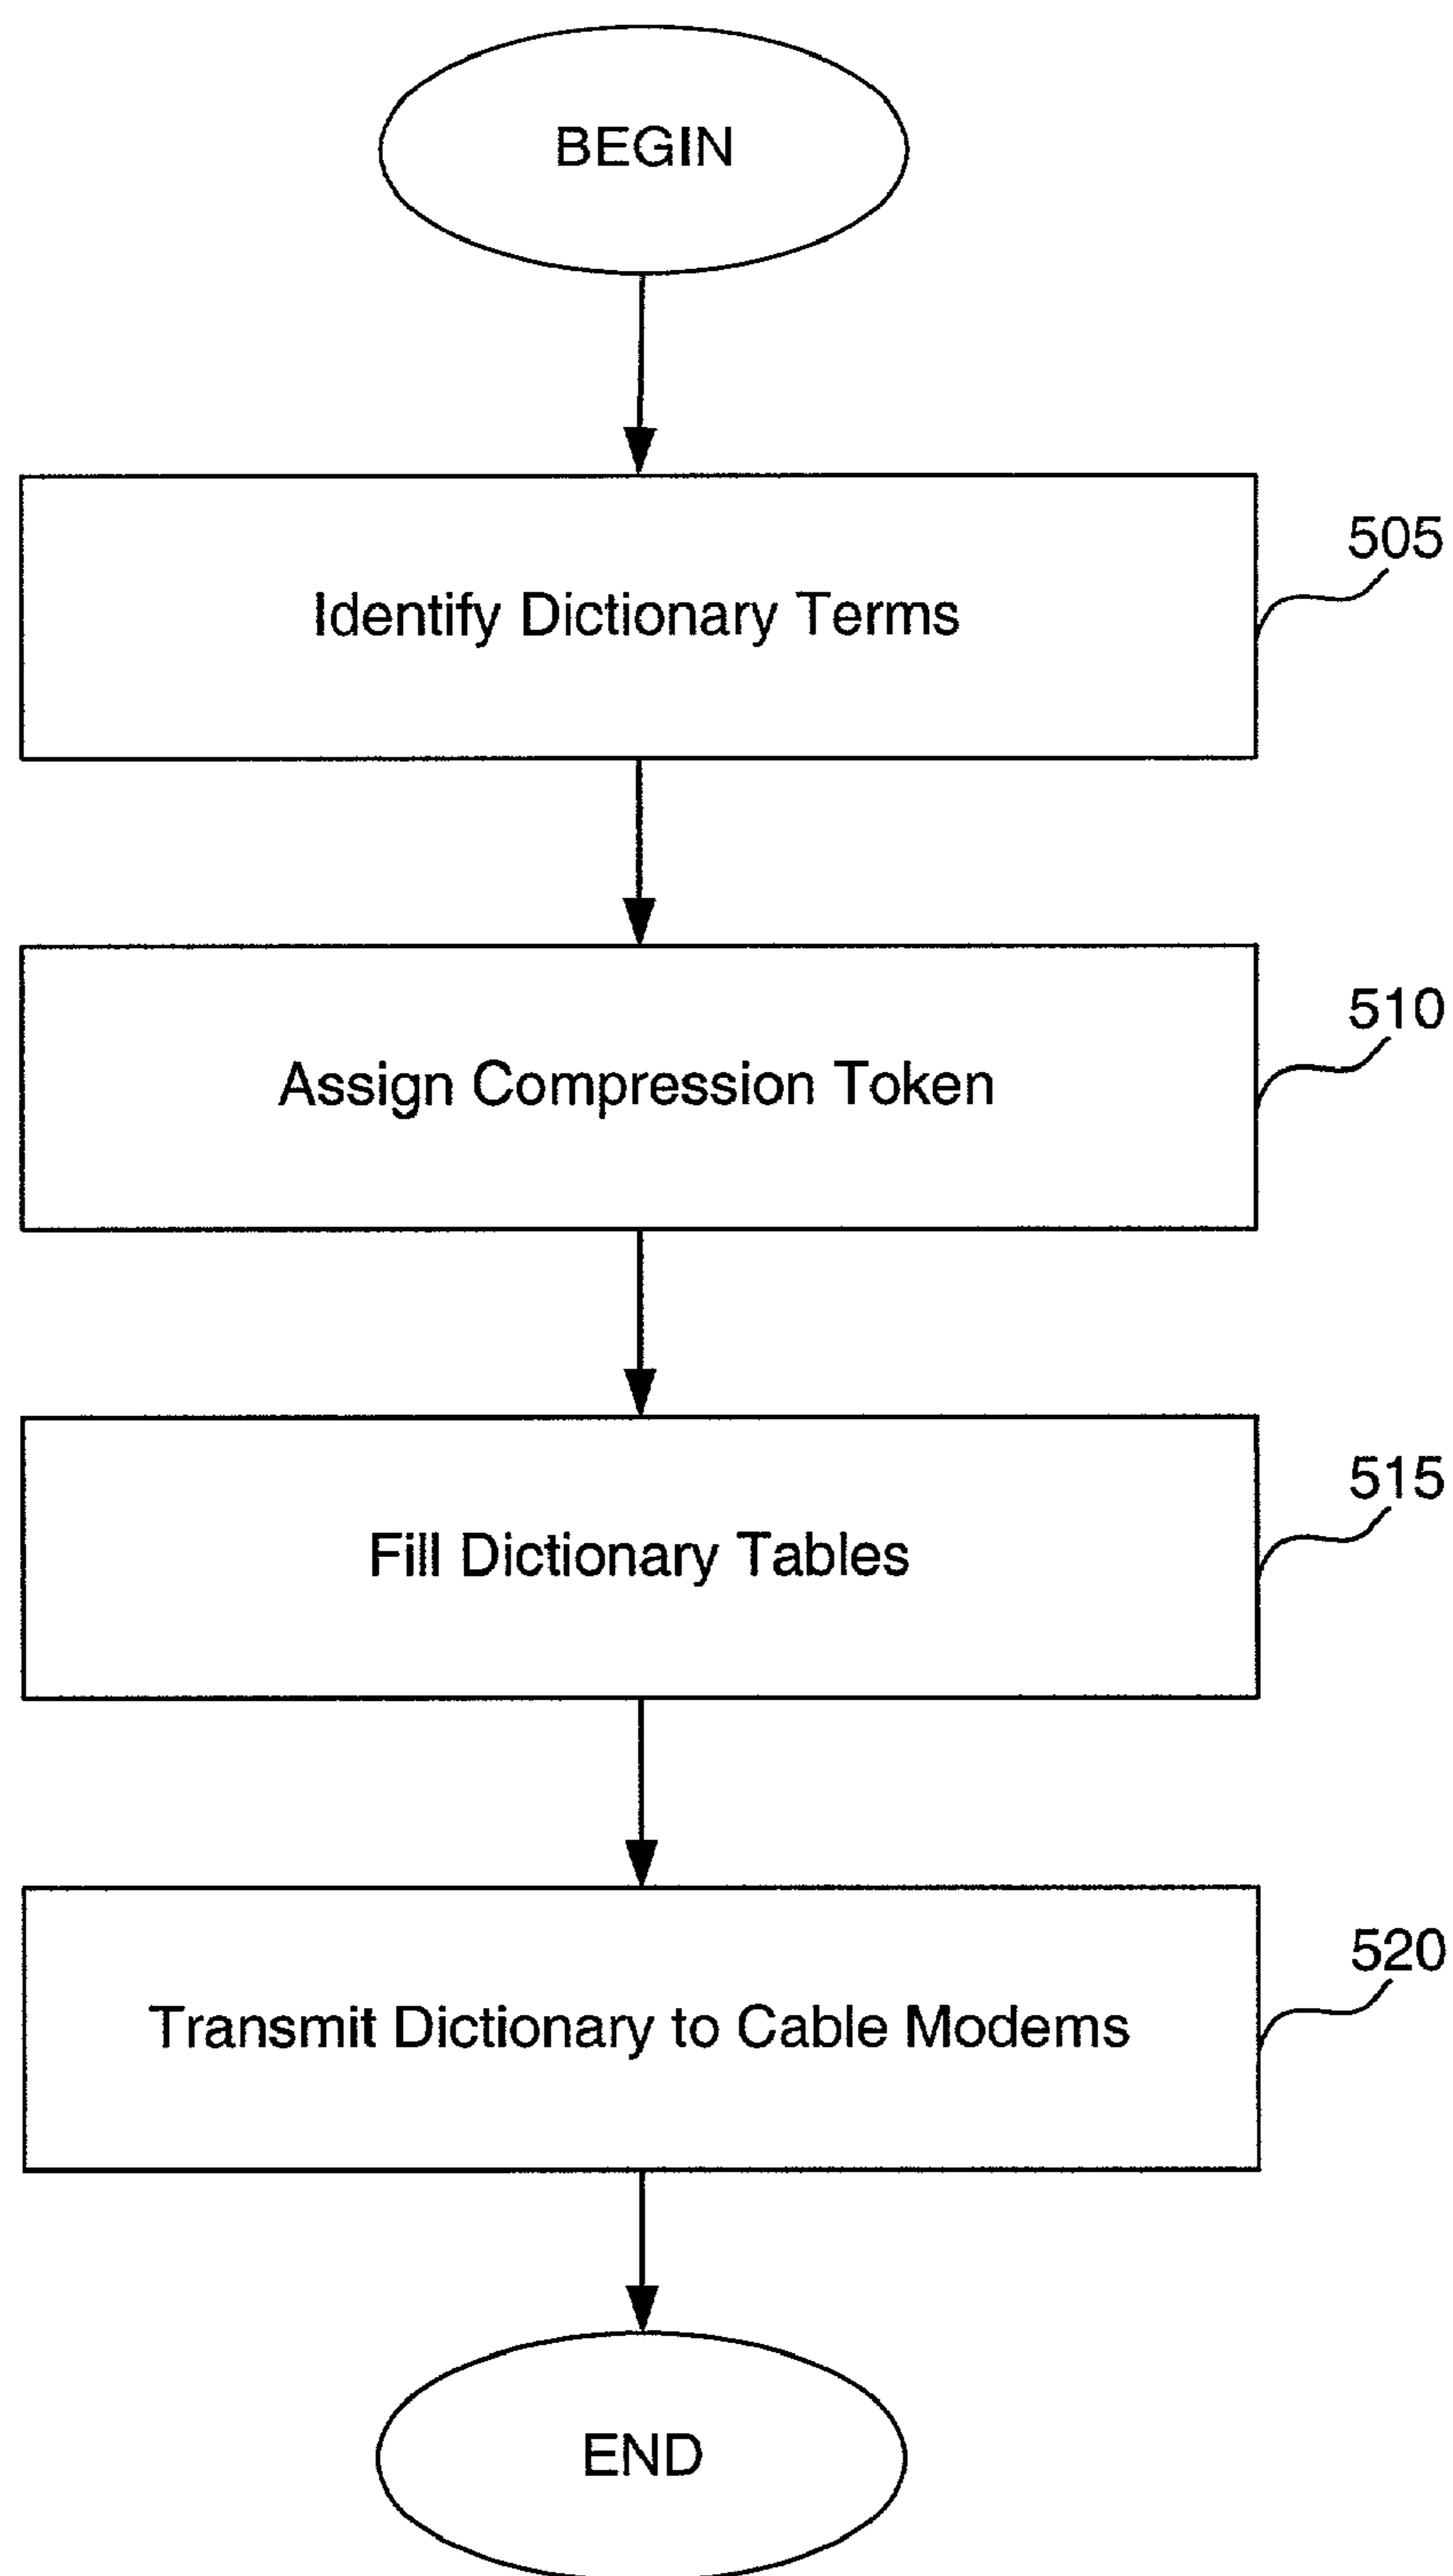 BEGIN
Identify Dictionary Terms
505
Assign Compression Token
510
Fill Dictionary Tables
515
Transmit Dictionary to Cable Modems
520
END